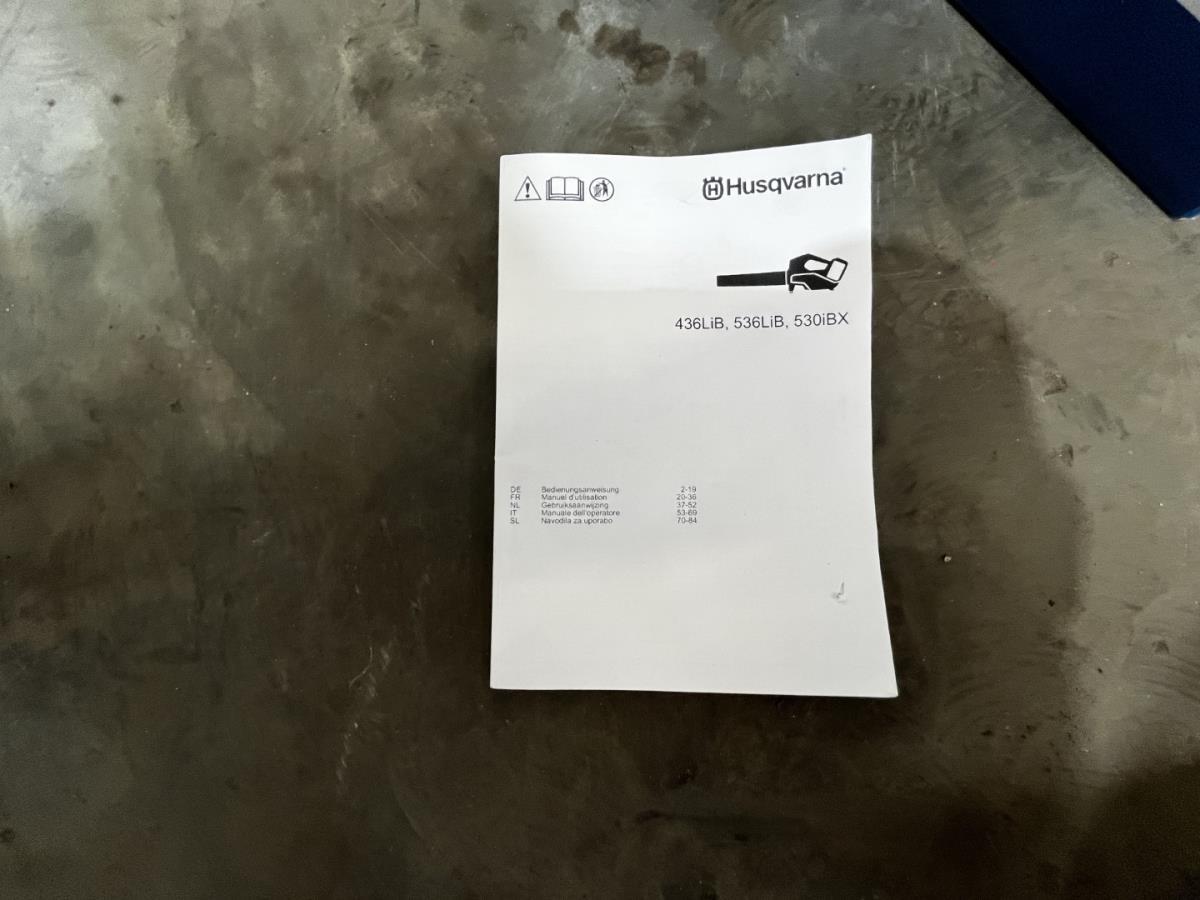 Husqvarna®
436LiB, 536LiB, 530iBX
DE Bedienungsanweisung 2-19
FR Manuel d'utilisation 20-36
NL Gebruiksaanwijzing 37-52
IT Manuale dell'operatore 53-69
SL Navodila za uporabo 70-84